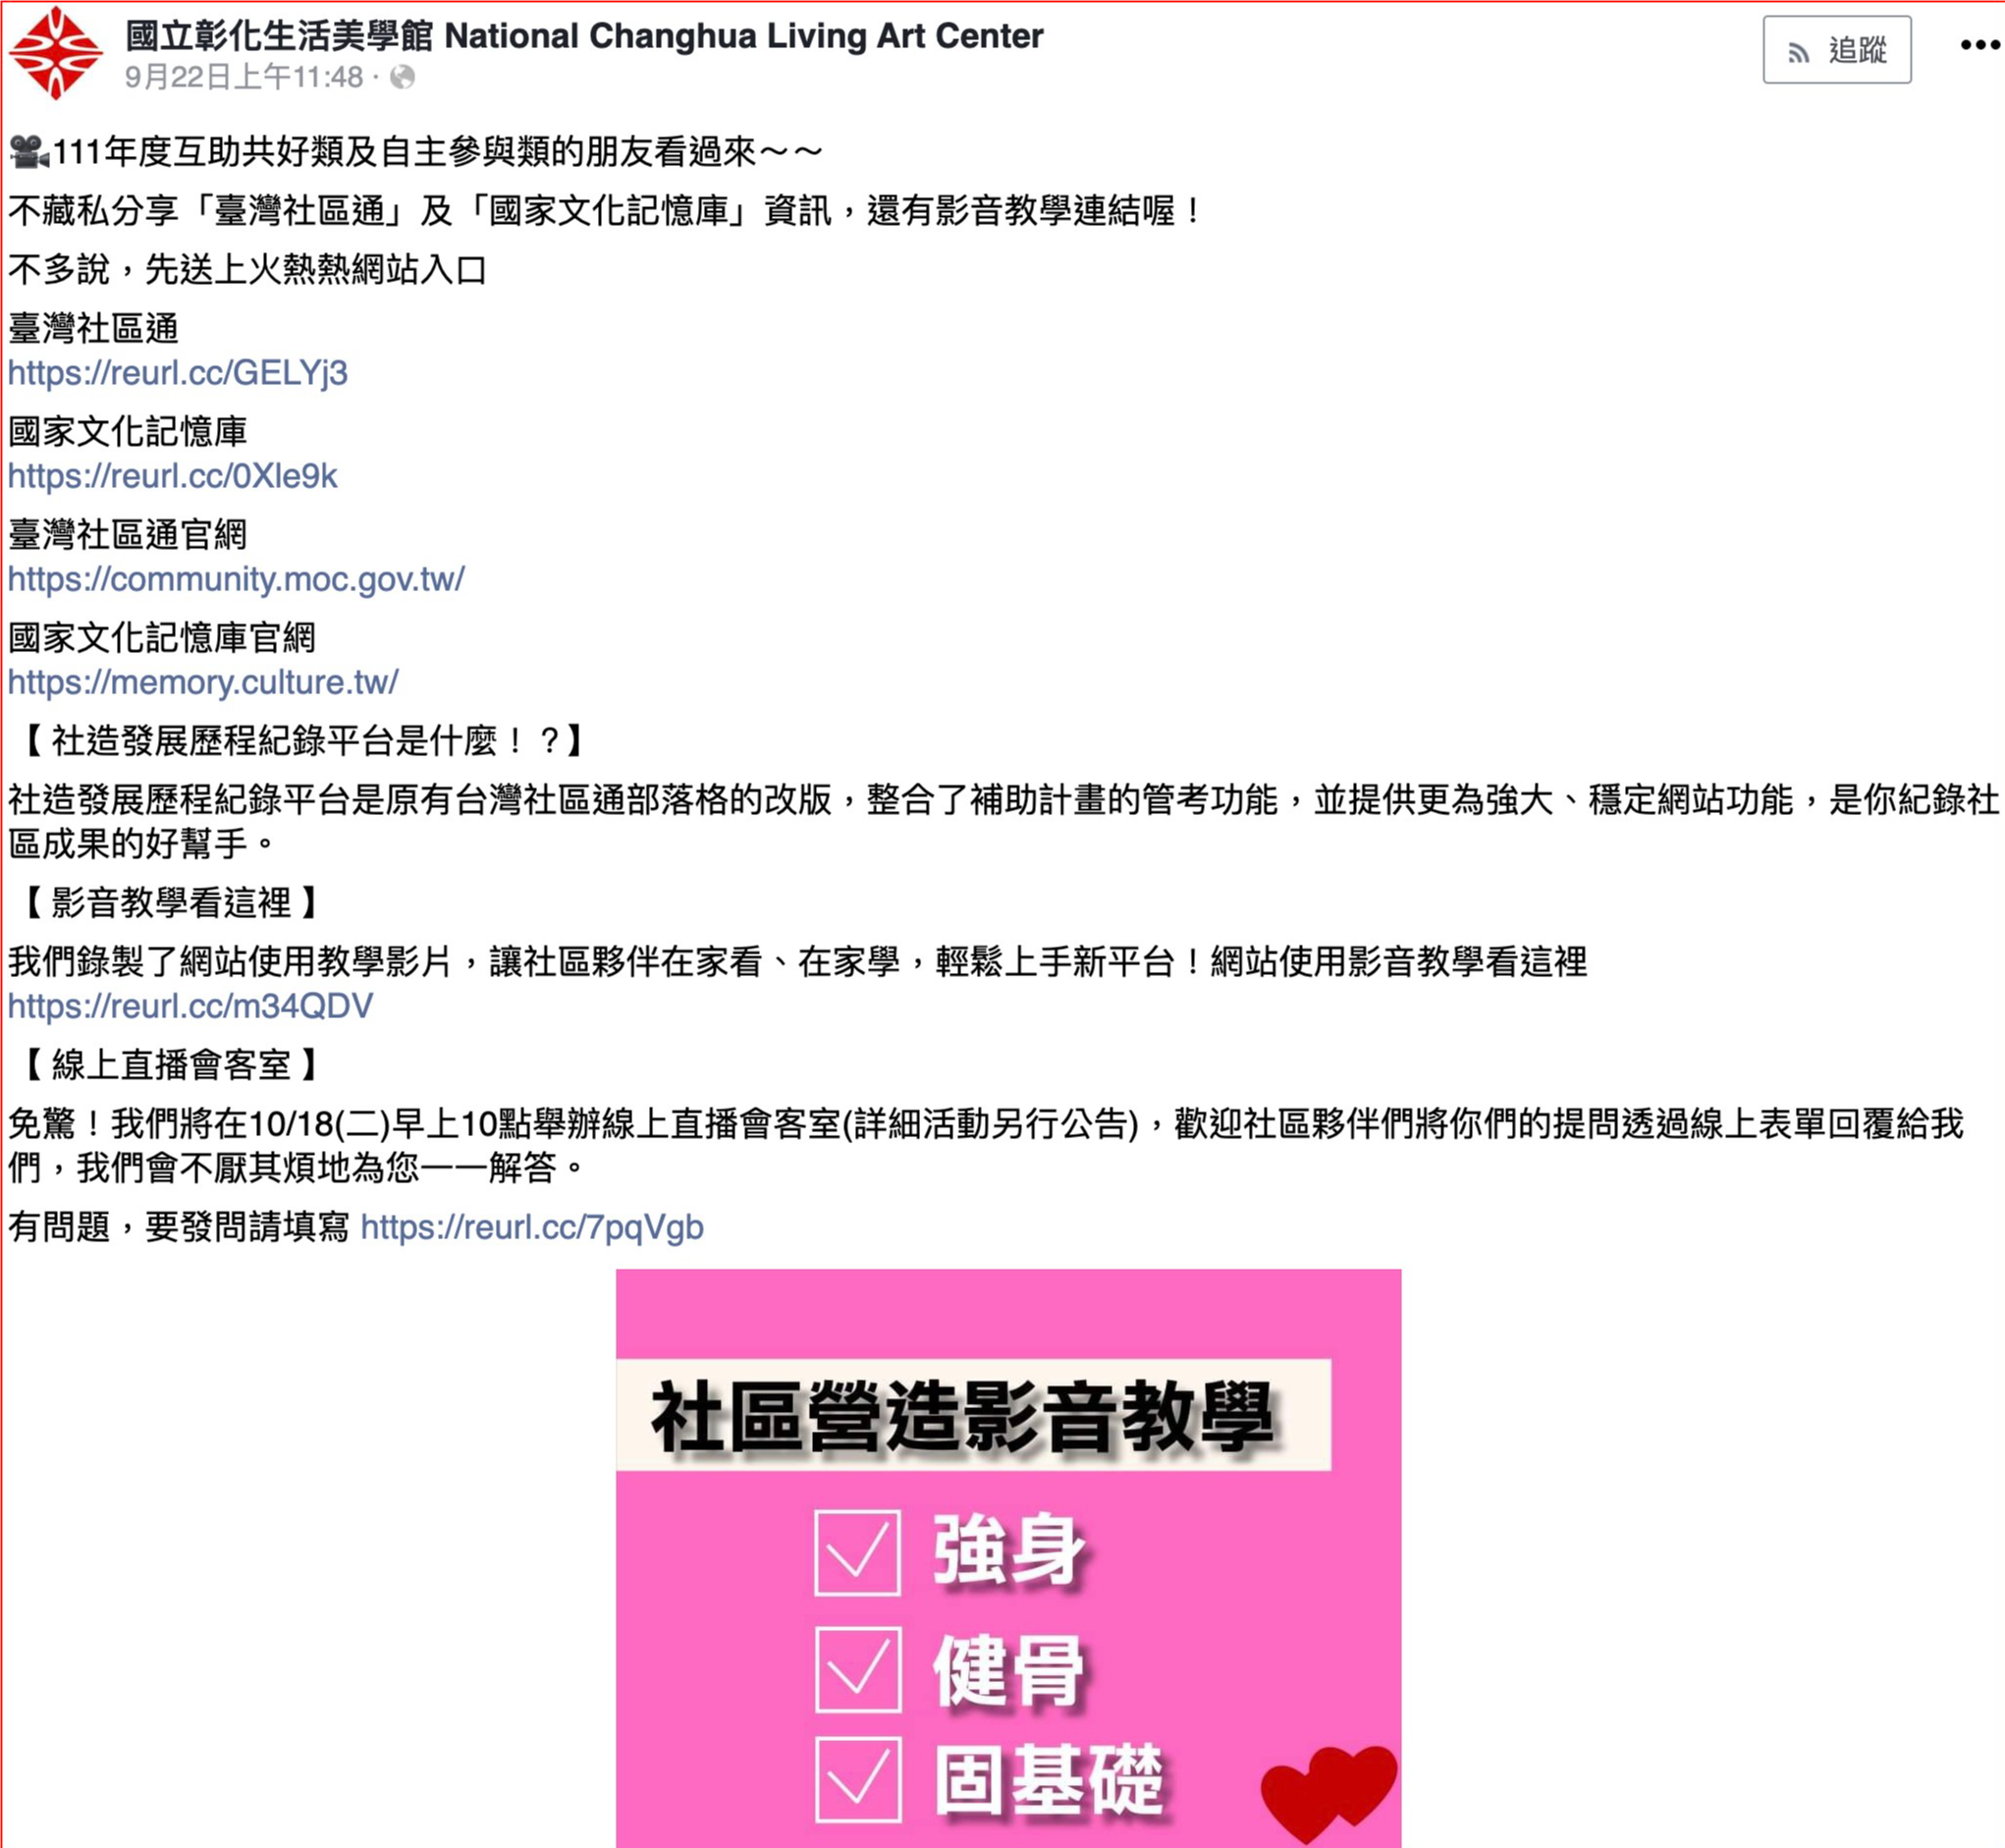 國立彰化生活美學館 National Changhua Living Art Center
追蹤
9月22日上午11:48 ·
111年度互助共好類及自主參與類的朋友看過來～～
不藏私分享「臺灣社區通」及「國家文化記憶庫」資訊，還有影音教學連結喔！
不多說，先送上火熱熱網站入口
臺灣社區通
https://reurl.cc/GELYj3
國家文化記憶庫
https://reurl.cc/0Xle9k
臺灣社區通官網
https://community.moc.gov.tw/
國家文化記憶庫官網
https://memory.culture.tw/
【 社造發展歷程紀錄平台是什麼！？】
社造發展歷程紀錄平台是原有台灣社區通部落格的改版，整合了補助計畫的管考功能，並提供更為強大、穩定網站功能，是你紀錄社
區成果的好幫手。
【 影音教學看這裡 】
我們錄製了網站使用教學影片，讓社區夥伴在家看、在家學，輕鬆上手新平台！網站使用影音教學看這裡
https://reurl.cc/m34QDV
【 線上直播會客室 】
免驚！我們將在10/18(二)早上10點舉辦線上直播會客室(詳細活動另行公告)，歡迎社區夥伴們將你們的提問透過線上表單回覆給我
們，我們會不厭其煩地為您一一解答。
有問題，要發問請填寫 https://reurl.cc/7pqVgb
社區營造影音教學
強身
健骨
固基礎